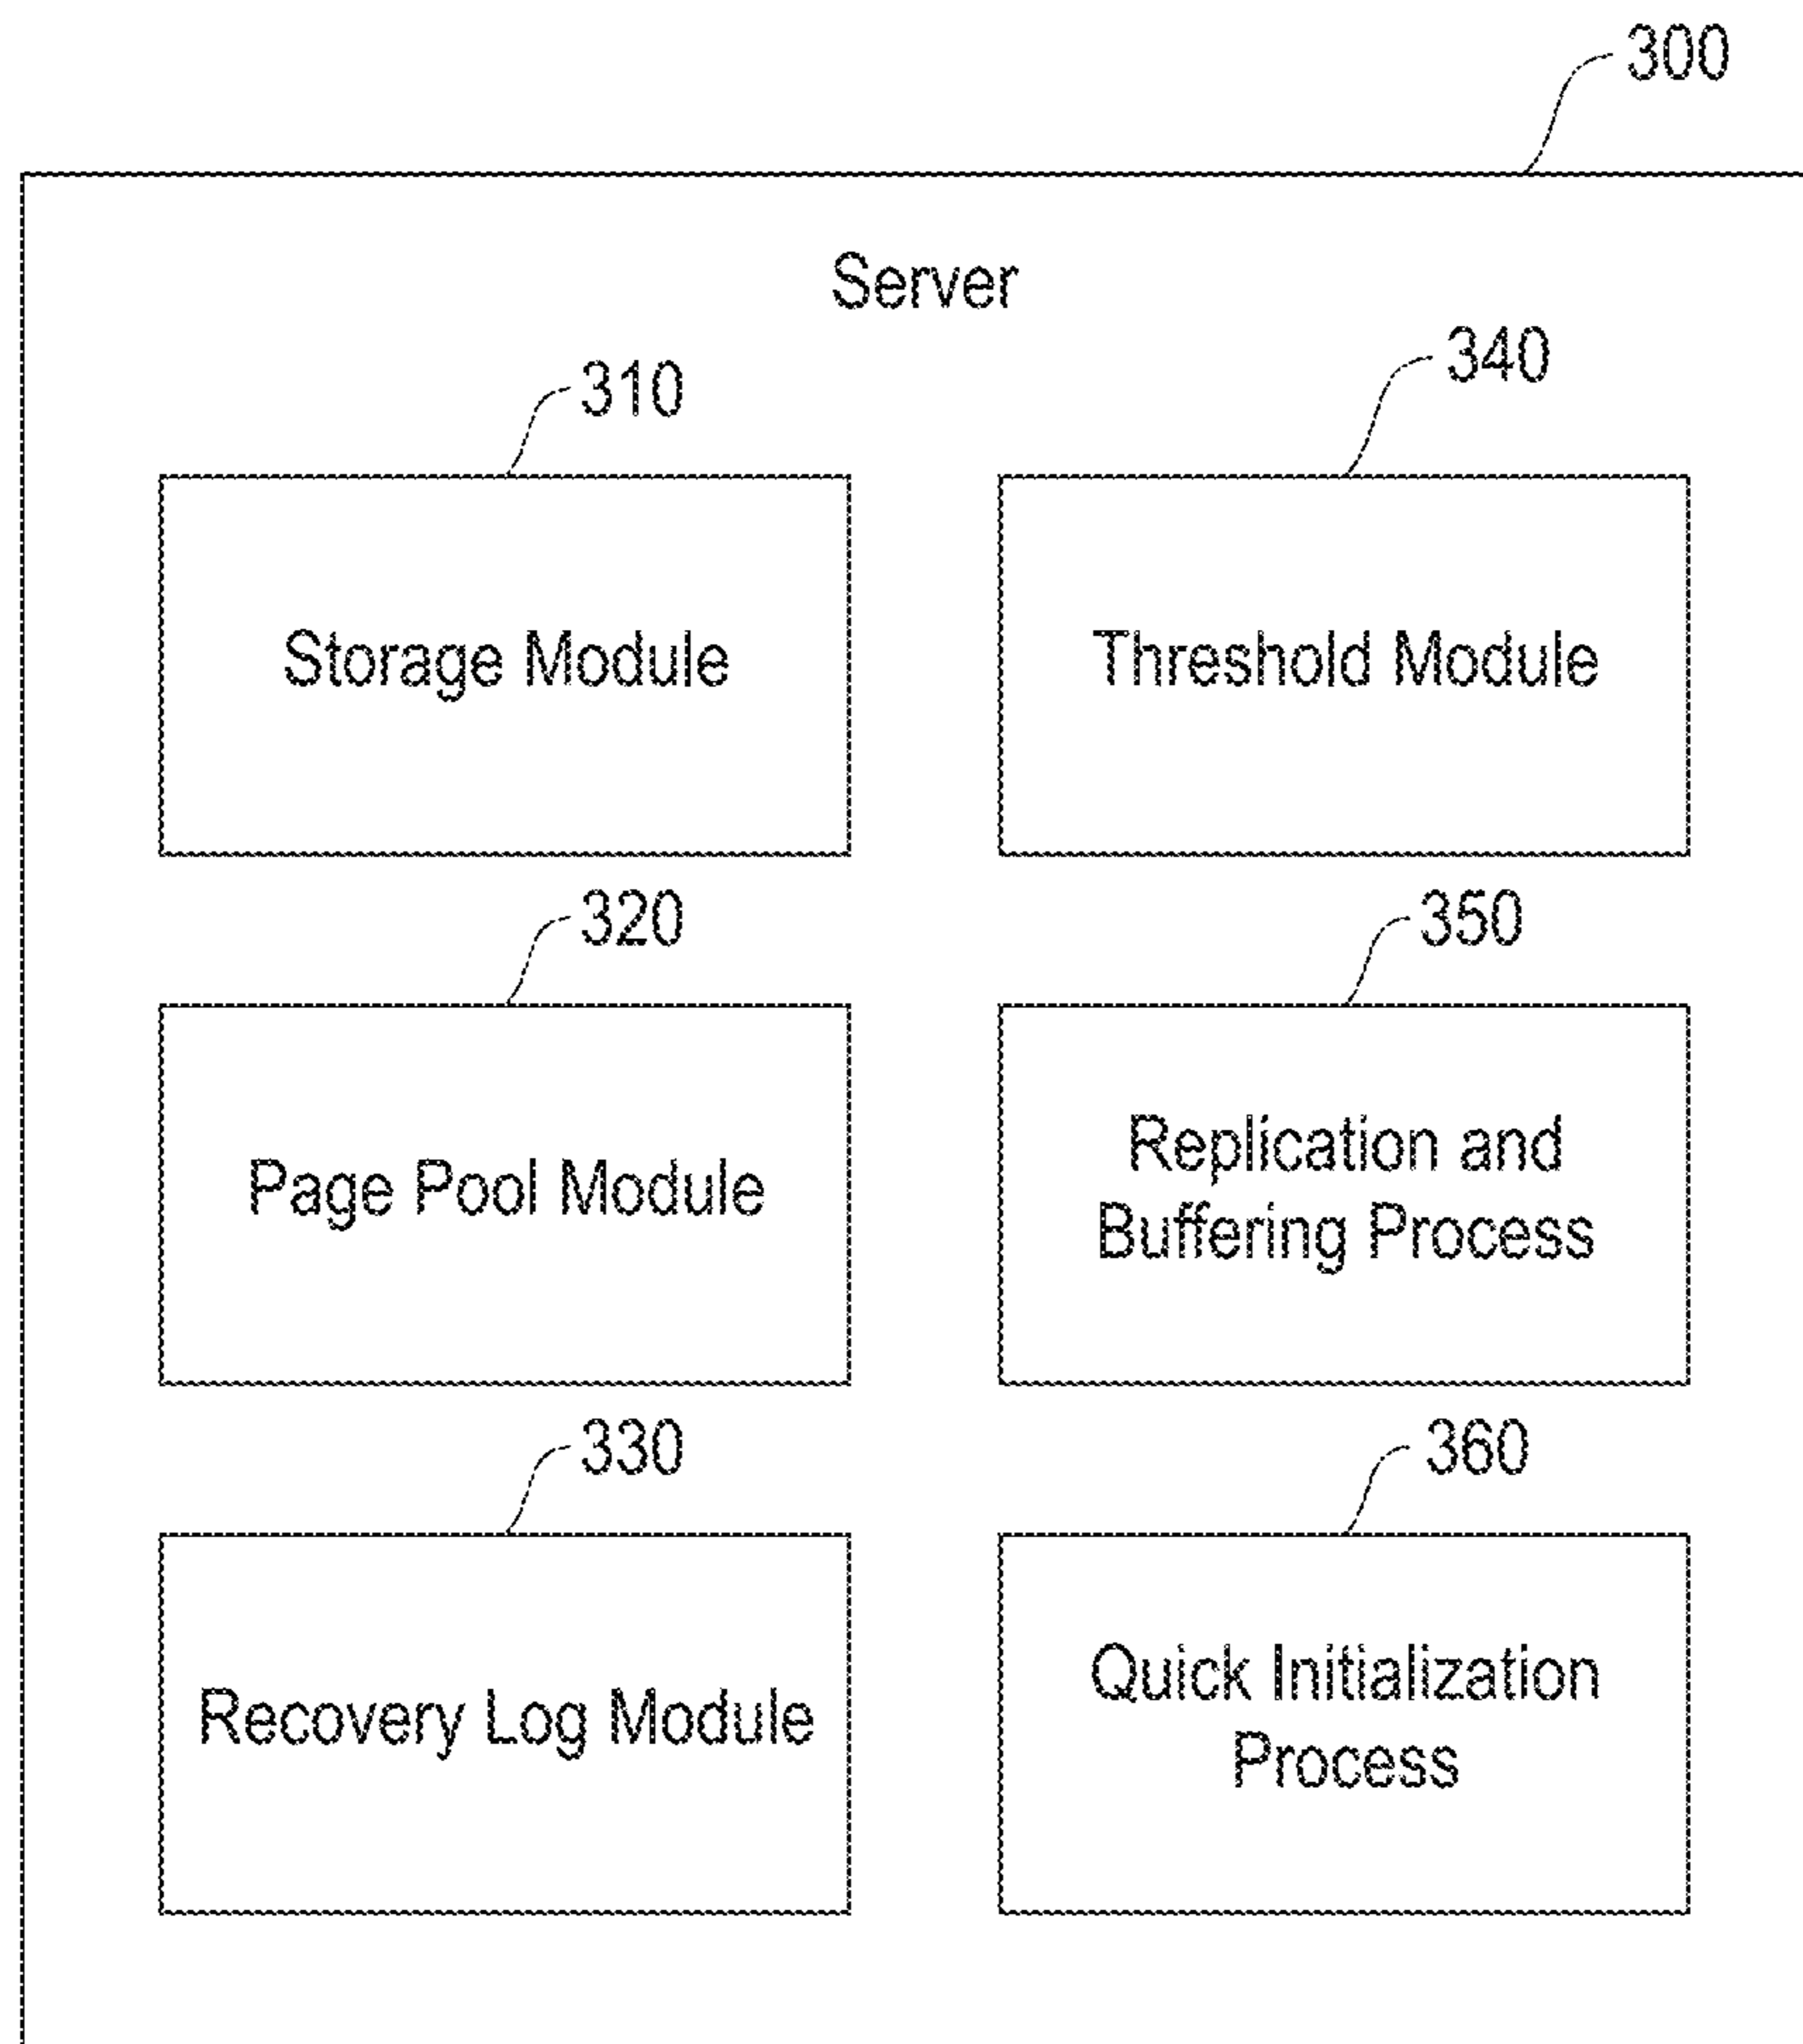 300
Server
310
340
Storage Module
Threshold Module
320
350
Page Pool Module
Replication and
Buffering Process
330
360
Recovery Log Module
Quick Initialization
Process